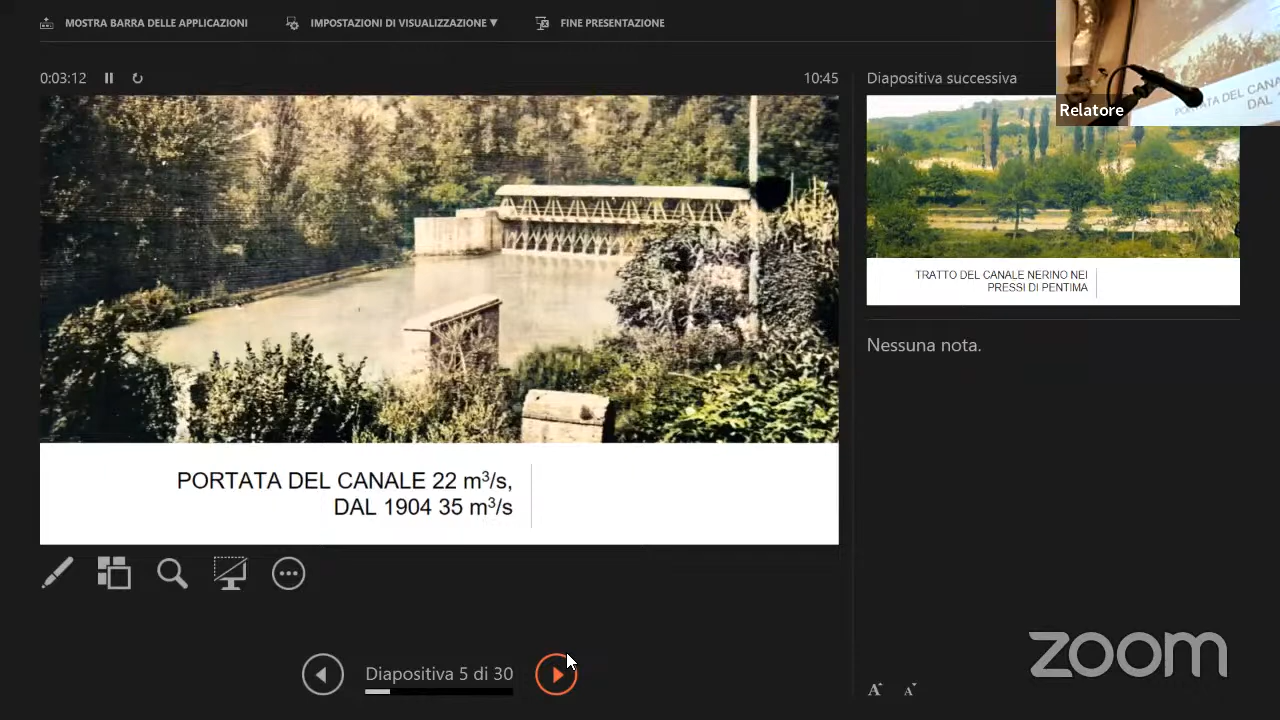 MOSTRA BARRA DELLE APPLICAZIONI
IMPOSTAZIONI DI VISUALIZZAZIONE ▼
FINE PRESENTAZIONE
0:03:12
10:45
Diapositiva successiva
Relatore
PORTATA DEL CANALE 22 m³/s,
DAL 1904 35 m³/s
TRATTO DEL CANALE NERINO NEI
PRESSI DI PENTIMA
Nessuna nota.
Diapositiva 5 di 30
zoom
A A